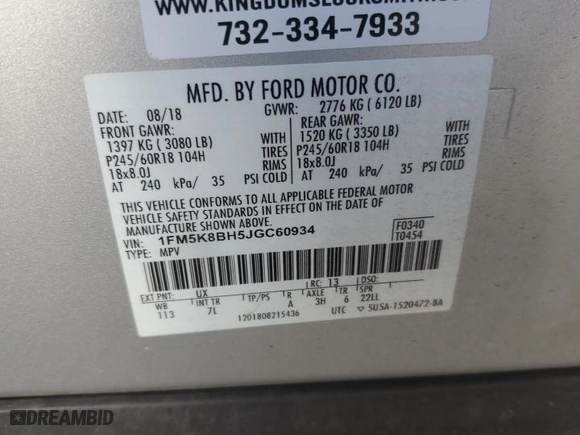 732-334-7933
MFD. BY FORD MOTOR CO.
DATE: 08/18 GVWR: 2776 KG ( 6120 LB)
FRONT GAWR: REAR GAWR:
1397 KG ( 3080 LB) WITH 1520 KG ( 3350 LB) WITH
P245/60R18 104H TIRES P245/60R18 104H TIRES
18x8.0J RIMS 18x8.0J RIMS
AT 240 kPa/ 35 PSI COLD AT 240 kPa/ 35 PSI COLD
THIS VEHICLE CONFORMS TO ALL APPLICABLE FEDERAL MOTOR
VEHICLE SAFETY STANDARDS IN EFFECT ON THE DATE OF
MANUFACTURE SHOWN ABOVE.
VIN: 1FM5K8BH5JGC60934 F0340
TYPE: MPV T0454
EXT PNT: UX RC: 13 DSO:
WB INT TR TP/PS R AXLE TR SPR
113 7L A 3H 6 22LL
1201808215436 UTC ▽ 5U5A-1520472-BA
DREAMBID